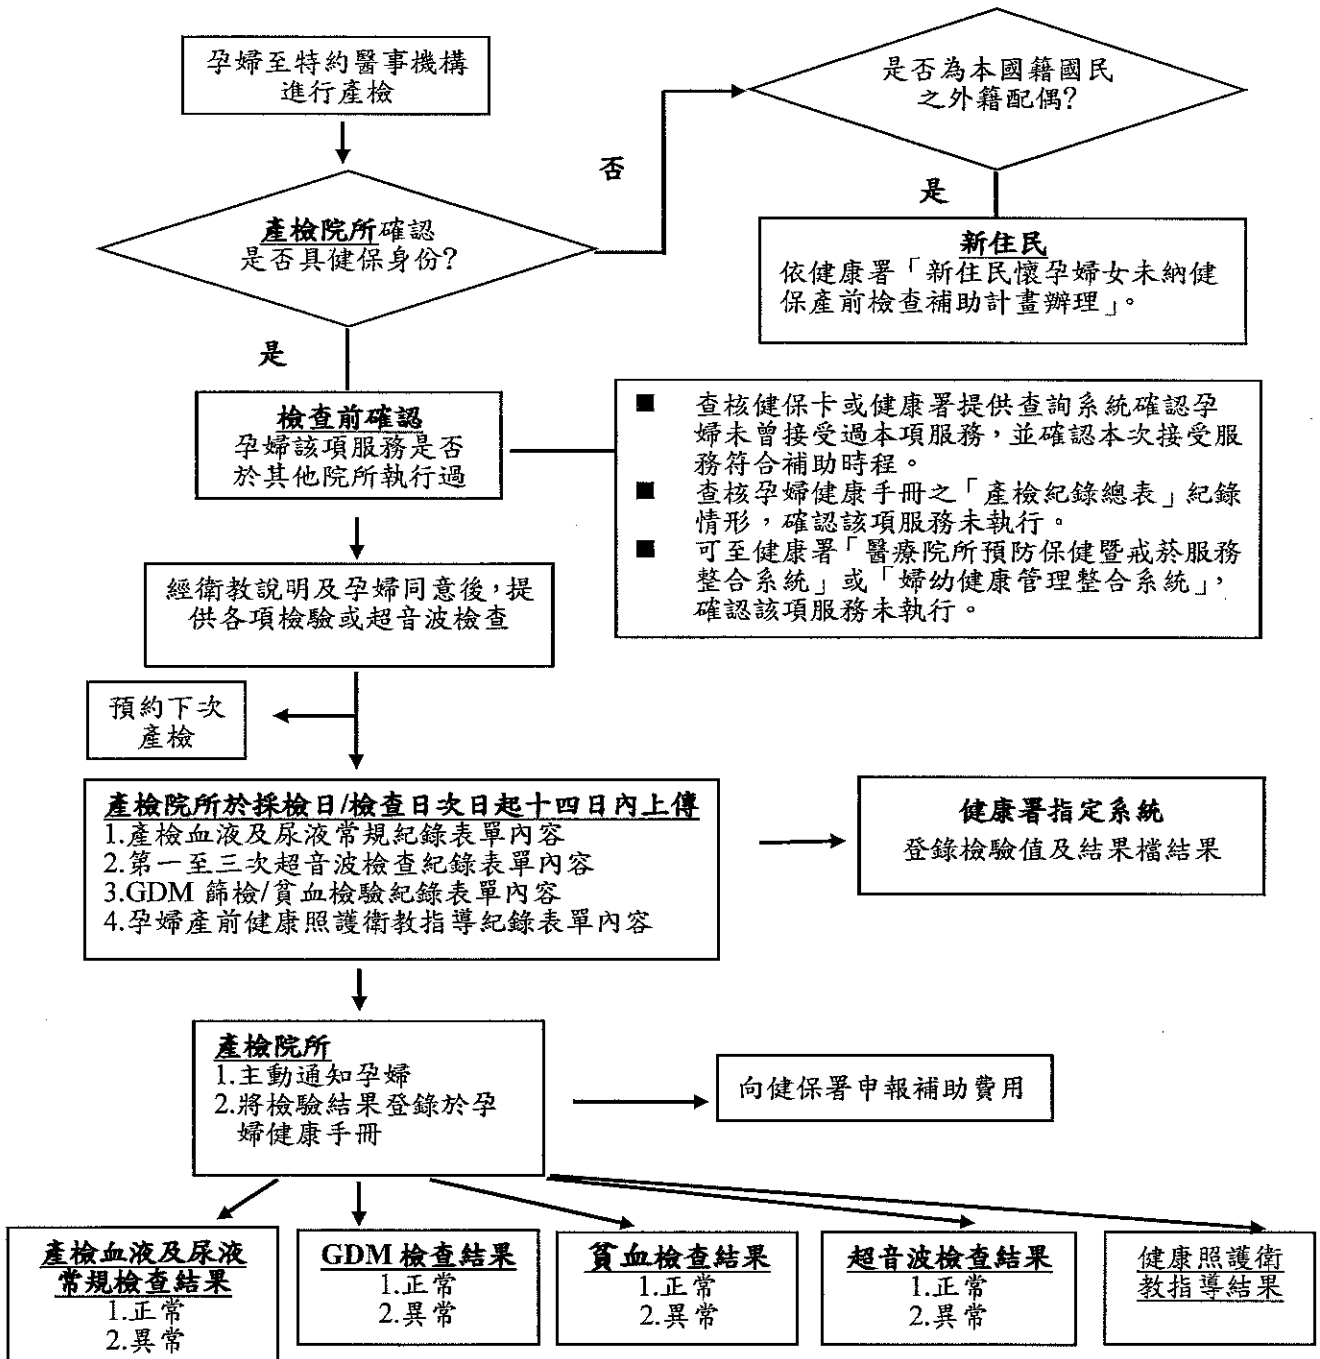 孕婦至特約醫事機構
進行產檢
是否為本國籍國民
之外籍配偶?
否
是
產檢院所確認
是否具健保身份?
新住民
依健康署「新住民懷孕婦女未納健
保產前檢查補助計畫辦理」。
是
檢查前確認
孕婦該項服務是否
於其他院所執行過
■ 查核健保卡或健康署提供查詢系統確認孕
婦未曾接受過本項服務，並確認本次接受服
務符合補助時程。
■ 查核孕婦健康手冊之「產檢紀錄總表」紀錄
情形，確認該項服務未執行。
■ 可至健康署「醫療院所預防保健暨戒菸服務
整合系統」或「婦幼健康管理整合系統」，
確認該項服務未執行。
經衛教說明及孕婦同意後，提
供各項檢驗或超音波檢查
預約下次
產檢
產檢院所於採檢日/檢查日次日起十四日內上傳
1.產檢血液及尿液常規紀錄表單內容
2.第一至三次超音波檢查紀錄表單內容
3.GDM 篩檢/貧血檢驗紀錄表單內容
4.孕婦產前健康照護衛教指導紀錄表單內容
健康署指定系統
登錄檢驗值及結果檔結果
產檢院所
1.主動通知孕婦
2.將檢驗結果登錄於孕
婦健康手冊
向健保署申報補助費用
產檢血液及尿液
常規檢查結果
1.正常
2.異常
GDM 檢查結果
1.正常
2.異常
貧血檢查結果
1.正常
2.異常
超音波檢查結果
1.正常
2.異常
健康照護衛
教指導結果